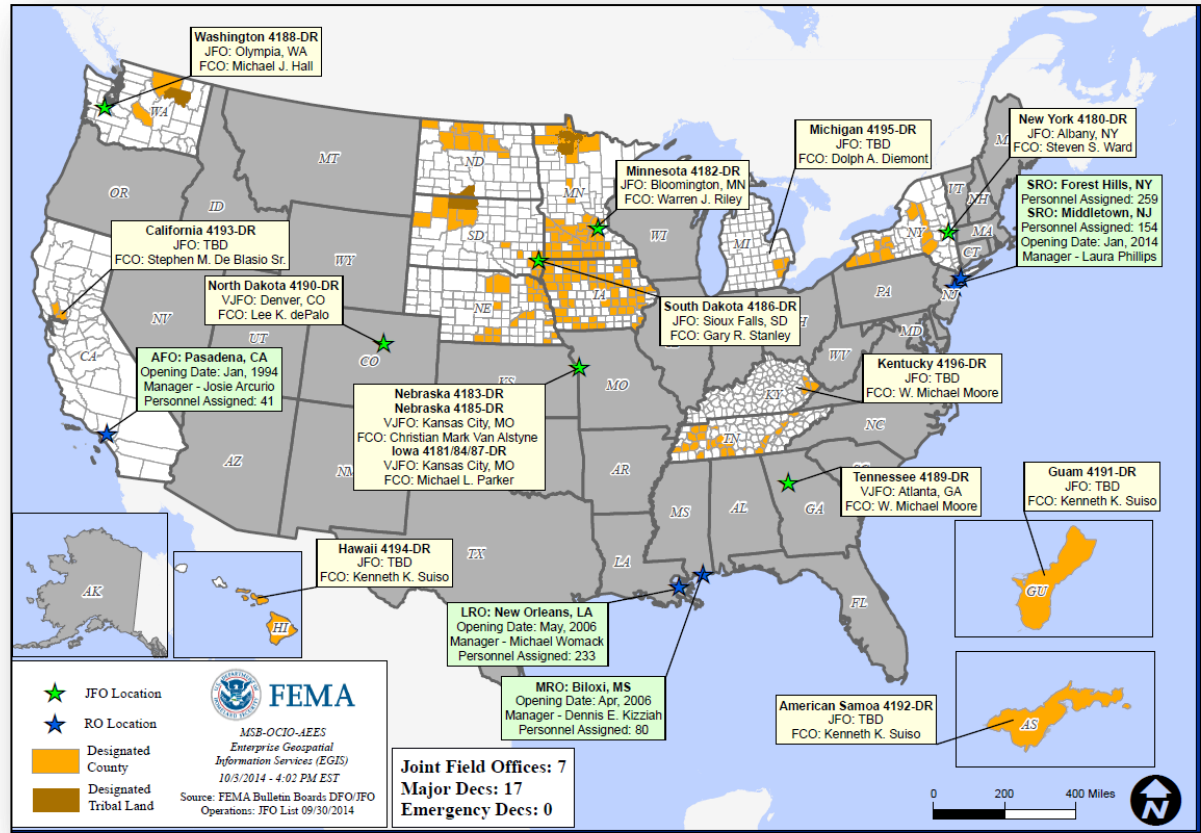 Washington 4188-DR
JFO: Olympia, WA
FCO: Michael J. Hall
Michigan 4195-DR
JFO: TBD
FCO: Dolph A. Diemont
New York 4180-DR
JFO: Albany, NY
FCO: Steven S. Ward
Minnesota 4182-DR
JFO: Bloomington, MN
FCO: Warren J. Riley
SRO: Forest Hills, NY
Personnel Assigned: 259
SRO: Middletown, NJ
Personnel Assigned: 154
Opening Date: Jan, 2014
Manager - Laura Phillips
California 4193-DR
JFO: TBD
FCO: Stephen M. De Blasio Sr.
North Dakota 4190-DR
VJFO: Denver, CO
FCO: Lee K. dePalo
South Dakota 4186-DR
JFO: Sioux Falls, SD
FCO: Gary R. Stanley
AFO: Pasadena, CA
Opening Date: Jan, 1994
Manager - Josie Arcurio
Personnel Assigned: 41
Nebraska 4183-DR
Nebraska 4185-DR
VJFO: Kansas City, MO
FCO: Christian Mark Van Alstyne
Iowa 4181/84/87-DR
VJFO: Kansas City, MO
FCO: Michael L. Parker
Kentucky 4196-DR
JFO: TBD
FCO: W. Michael Moore
Tennessee 4189-DR
VJFO: Atlanta, GA
FCO: W. Michael Moore
Guam 4191-DR
JFO: TBD
FCO: Kenneth K. Suiso
Hawaii 4194-DR
JFO: TBD
FCO: Kenneth K. Suiso
LRO: New Orleans, LA
Opening Date: May, 2006
Manager - Michael Womack
Personnel Assigned: 233
MRO: Biloxi, MS
Opening Date: Apr, 2006
Manager - Dennis E. Kizziah
Personnel Assigned: 80
American Samoa 4192-DR
JFO: TBD
FCO: Kenneth K. Suiso
WA
MT
ND
MN
OR
ID
SD
WI
MI
NY
VT
NH
MA
CT
WY
NE
IA
PA
NJ
NV
UT
CO
KS
MO
WV
MD
CA
KY
NC
TN
AZ
AR
MS
AL
GA
TX
LA
FL
AK
HI
GU
AS
JFO Location
RO Location
Designated
County
Designated
Tribal Land
FEMA
MSB-OCIO-AEES
Enterprise Geospatial
Information Services (EGIS)
10/3/2014 - 4:02 PM EST
Source: FEMA Bulletin Boards DFO/JFO
Operations: JFO List 09/30/2014
Joint Field Offices: 7
Major Decs: 17
Emergency Decs: 0
0 200 400 Miles
N